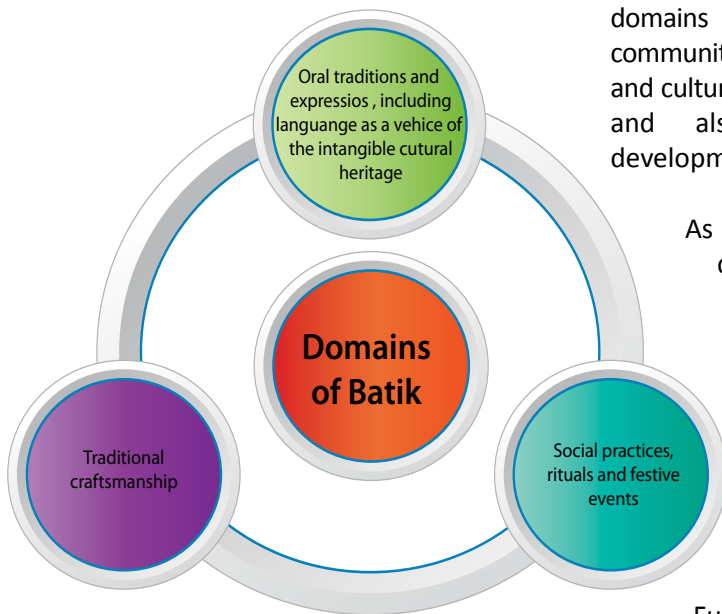 Oral traditions and
expressios , including
languange as a vehice of
the intangible cutural
heritage
Domains
of Batik
Traditional
craftsmanship
Social practices,
rituals and festive
events
domains
communit
and cultur
and als
developm
As